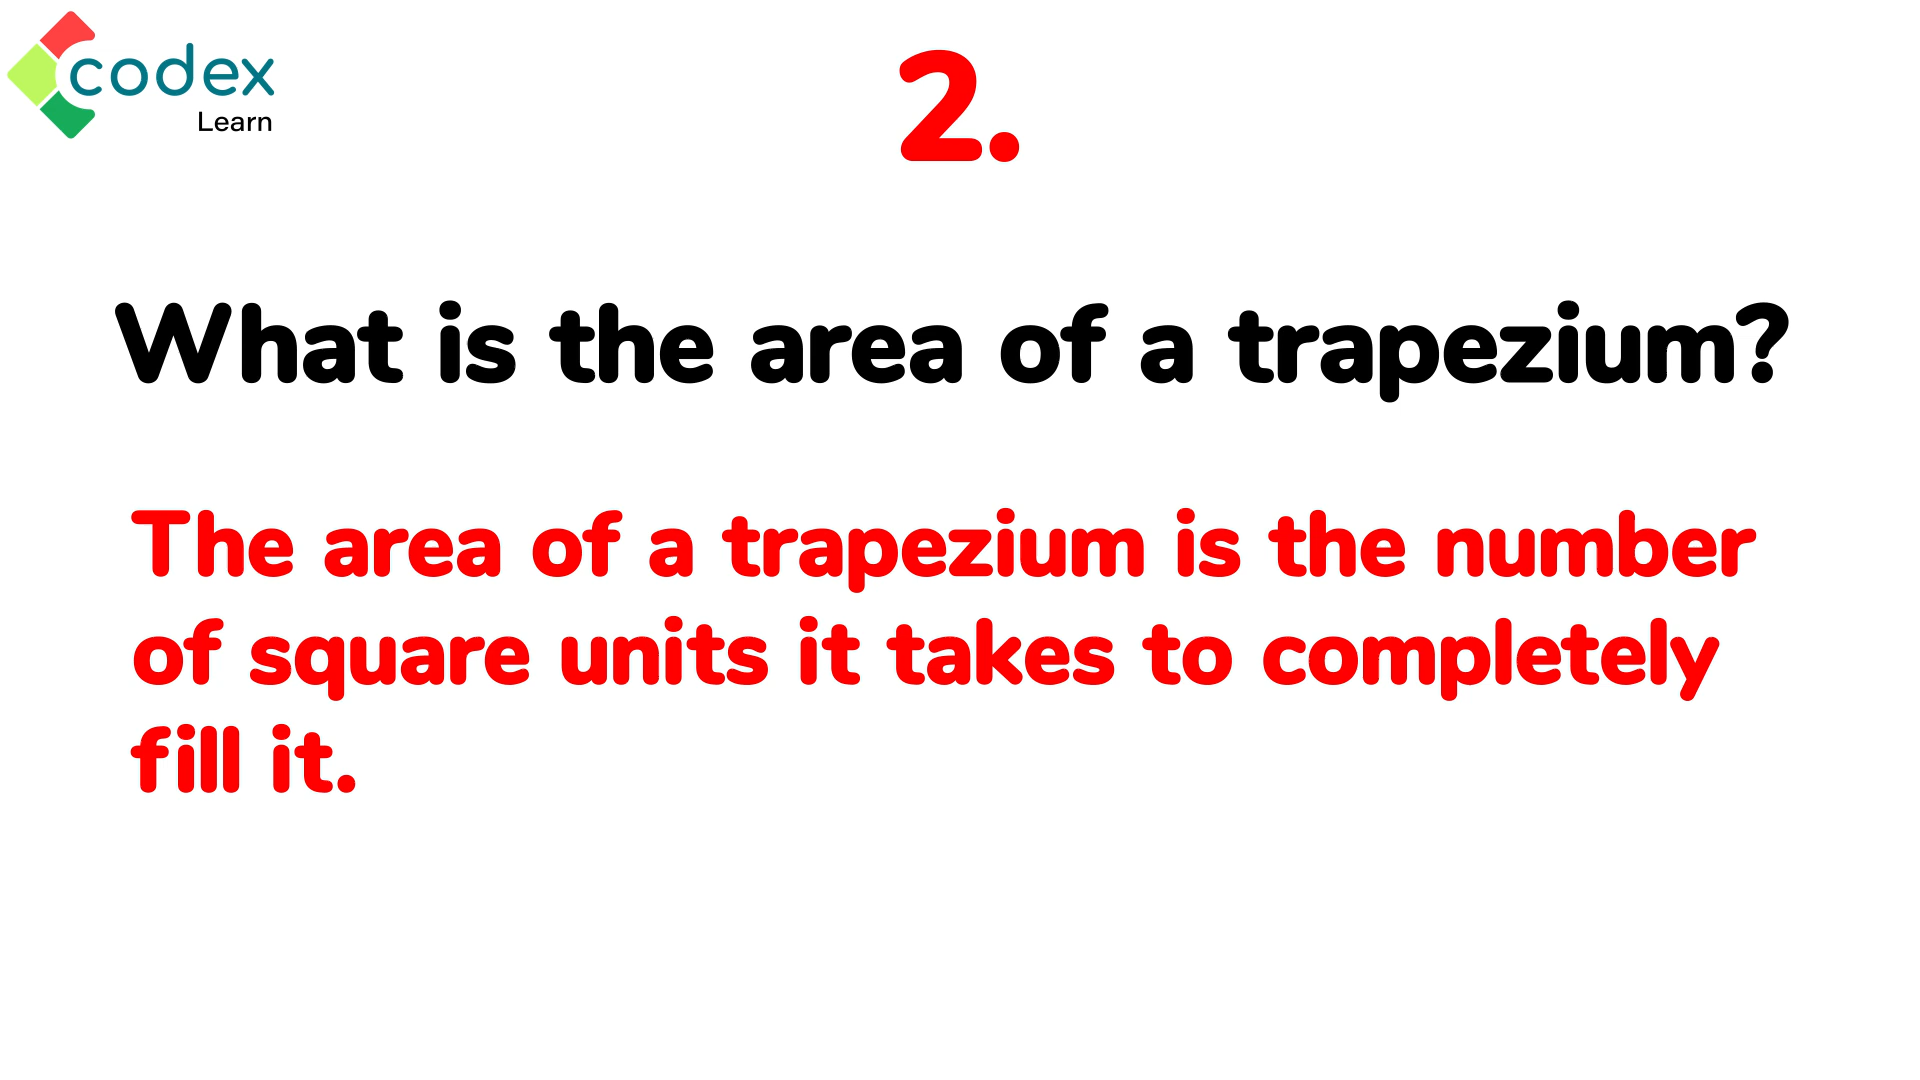 codex
Learn
2.
What is the area of a trapezium?
The area of a trapezium is the number
of square units it takes to completely
fill it.